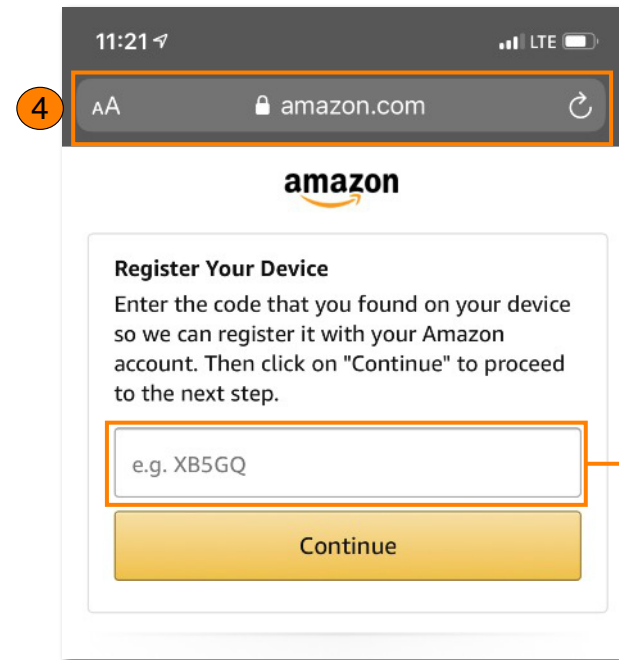 11:21 LTE
4
AA amazon.com
amazon
Register Your Device
Enter the code that you found on your device
so we can register it with your Amazon
account. Then click on "Continue" to proceed
to the next step.
e.g. XB5GQ
Continue